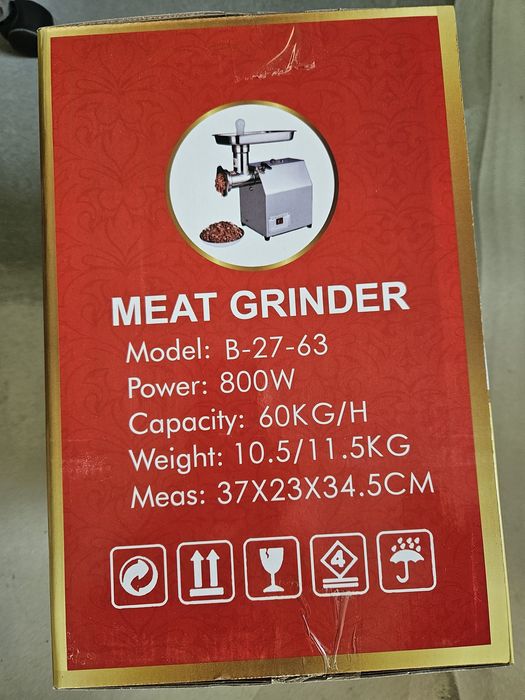 MEAT GRINDER
Model: B-27-63
Power: 800W
Capacity: 60KG/H
Weight: 10.5/11.5KG
Meas: 37X23X34.5CM
4